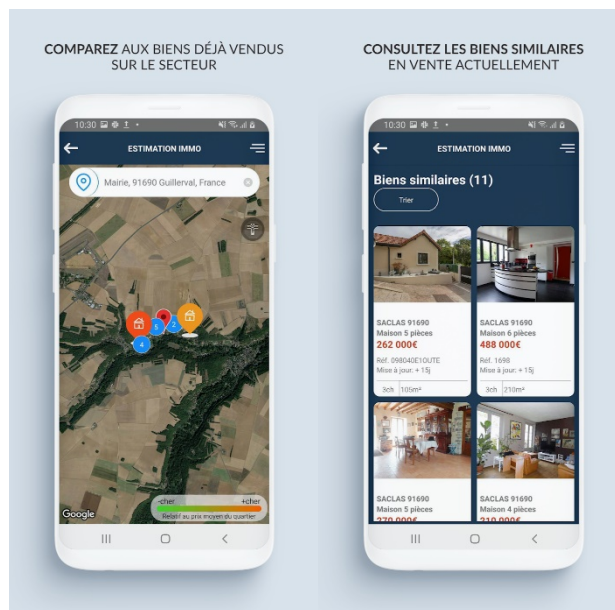 COMPAREZ AUX BIENS DÉJÀ VENDUS
SUR LE SECTEUR
10:30
ESTIMATION IMMO
Mairie, 91690 Guillerval, France
5
2
4
-cher +cher
Relatif au prix moyen du quartier
Google
CONSULTEZ LES BIENS SIMILAIRES
EN VENTE ACTUELLEMENT
10:30
ESTIMATION IMMO
Biens similaires (11)
Trier
SACLAS 91690
Maison 5 pièces
262 000€
Réf. 098040E1OUTE
Mise à jour: + 15j
3ch 105m²
SACLAS 91690
Maison 6 pièces
488 000€
Réf. 1698
Mise à jour: + 15j
3ch 210m²
SACLAS 91690
Maison 5 pièces
270 000€
SACLAS 91690
Maison 4 pièces
210 000€